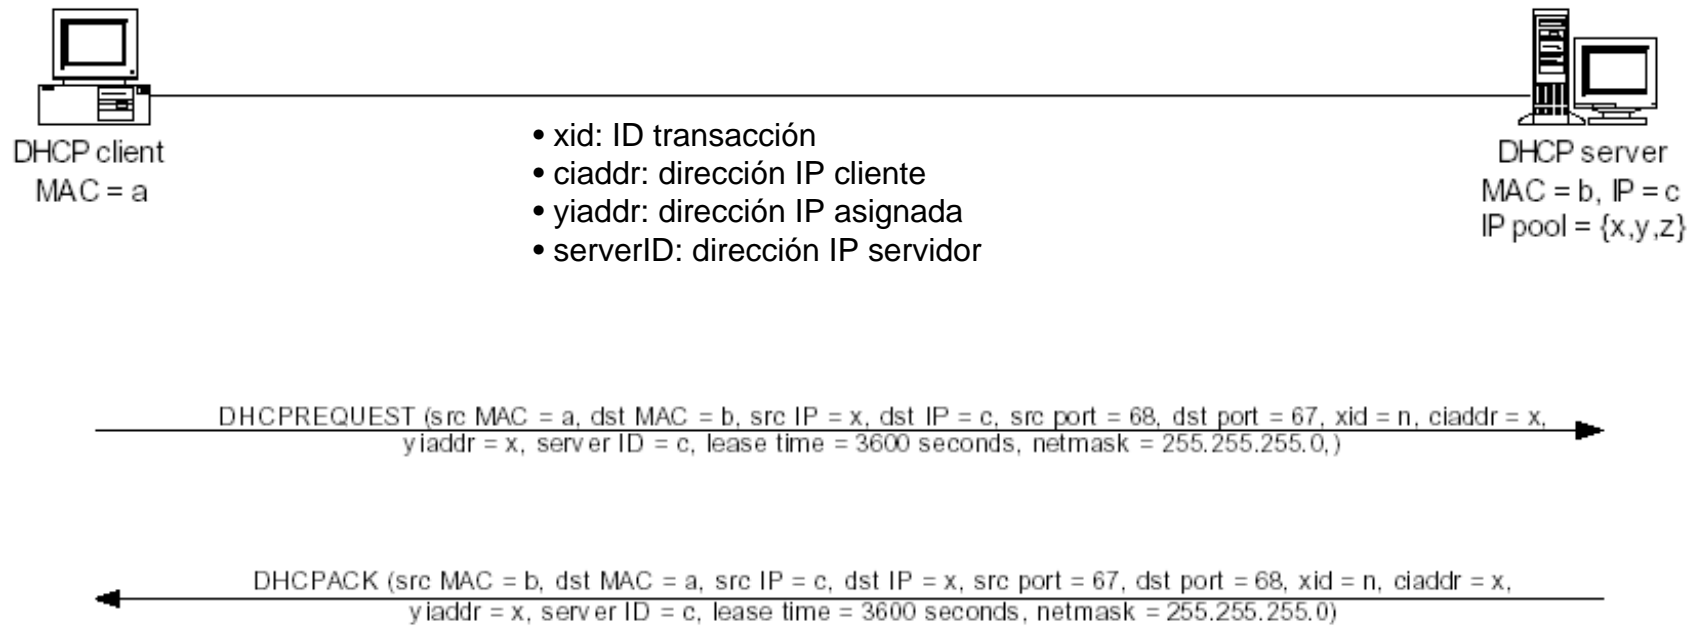 DHCP client
MAC = a
• xid: ID transacción
• ciaddr: dirección IP cliente
• yiaddr: dirección IP asignada
• serverID: dirección IP servidor
DHCP server
MAC = b, IP = c
IP pool = {x,y,z}
DHCPREQUEST (src MAC = a, dst MAC = b, src IP = x, dst IP = c, src port = 68, dst port = 67, xid = n, ciaddr = x,
yiaddr = x, server ID = c, lease time = 3600 seconds, netmask = 255.255.255.0,)
DHCPACK (src MAC = b, dst MAC = a, src IP = c, dst IP = x, src port = 67, dst port = 68, xid = n, ciaddr = x,
yiaddr = x, server ID = c, lease time = 3600 seconds, netmask = 255.255.255.0)